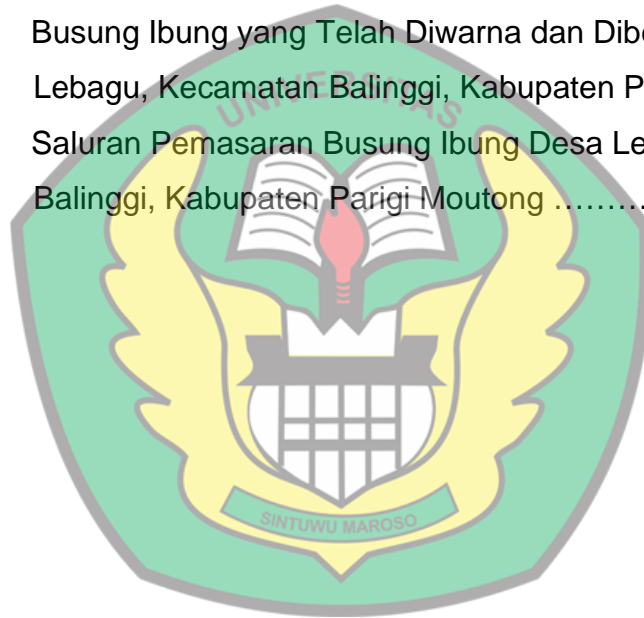 Busung Ibung yang Telah Diwarna dan Dibe
Lebagu, Kecamatan Balinggi, Kabupaten P
Saluran Pemasaran Busung Ibung Desa Le
Balinggi, Kabupaten Parigi Moutong ………
UNIVERSITAS
SINTUWU MAROSO